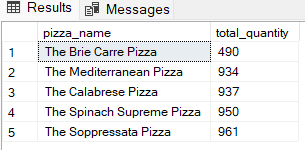 Results Messages
pizza_name total_quantity
1 The Brie Carre Pizza 490
2 The Mediterranean Pizza 934
3 The Calabrese Pizza 937
4 The Spinach Supreme Pizza 950
5 The Soppressata Pizza 961